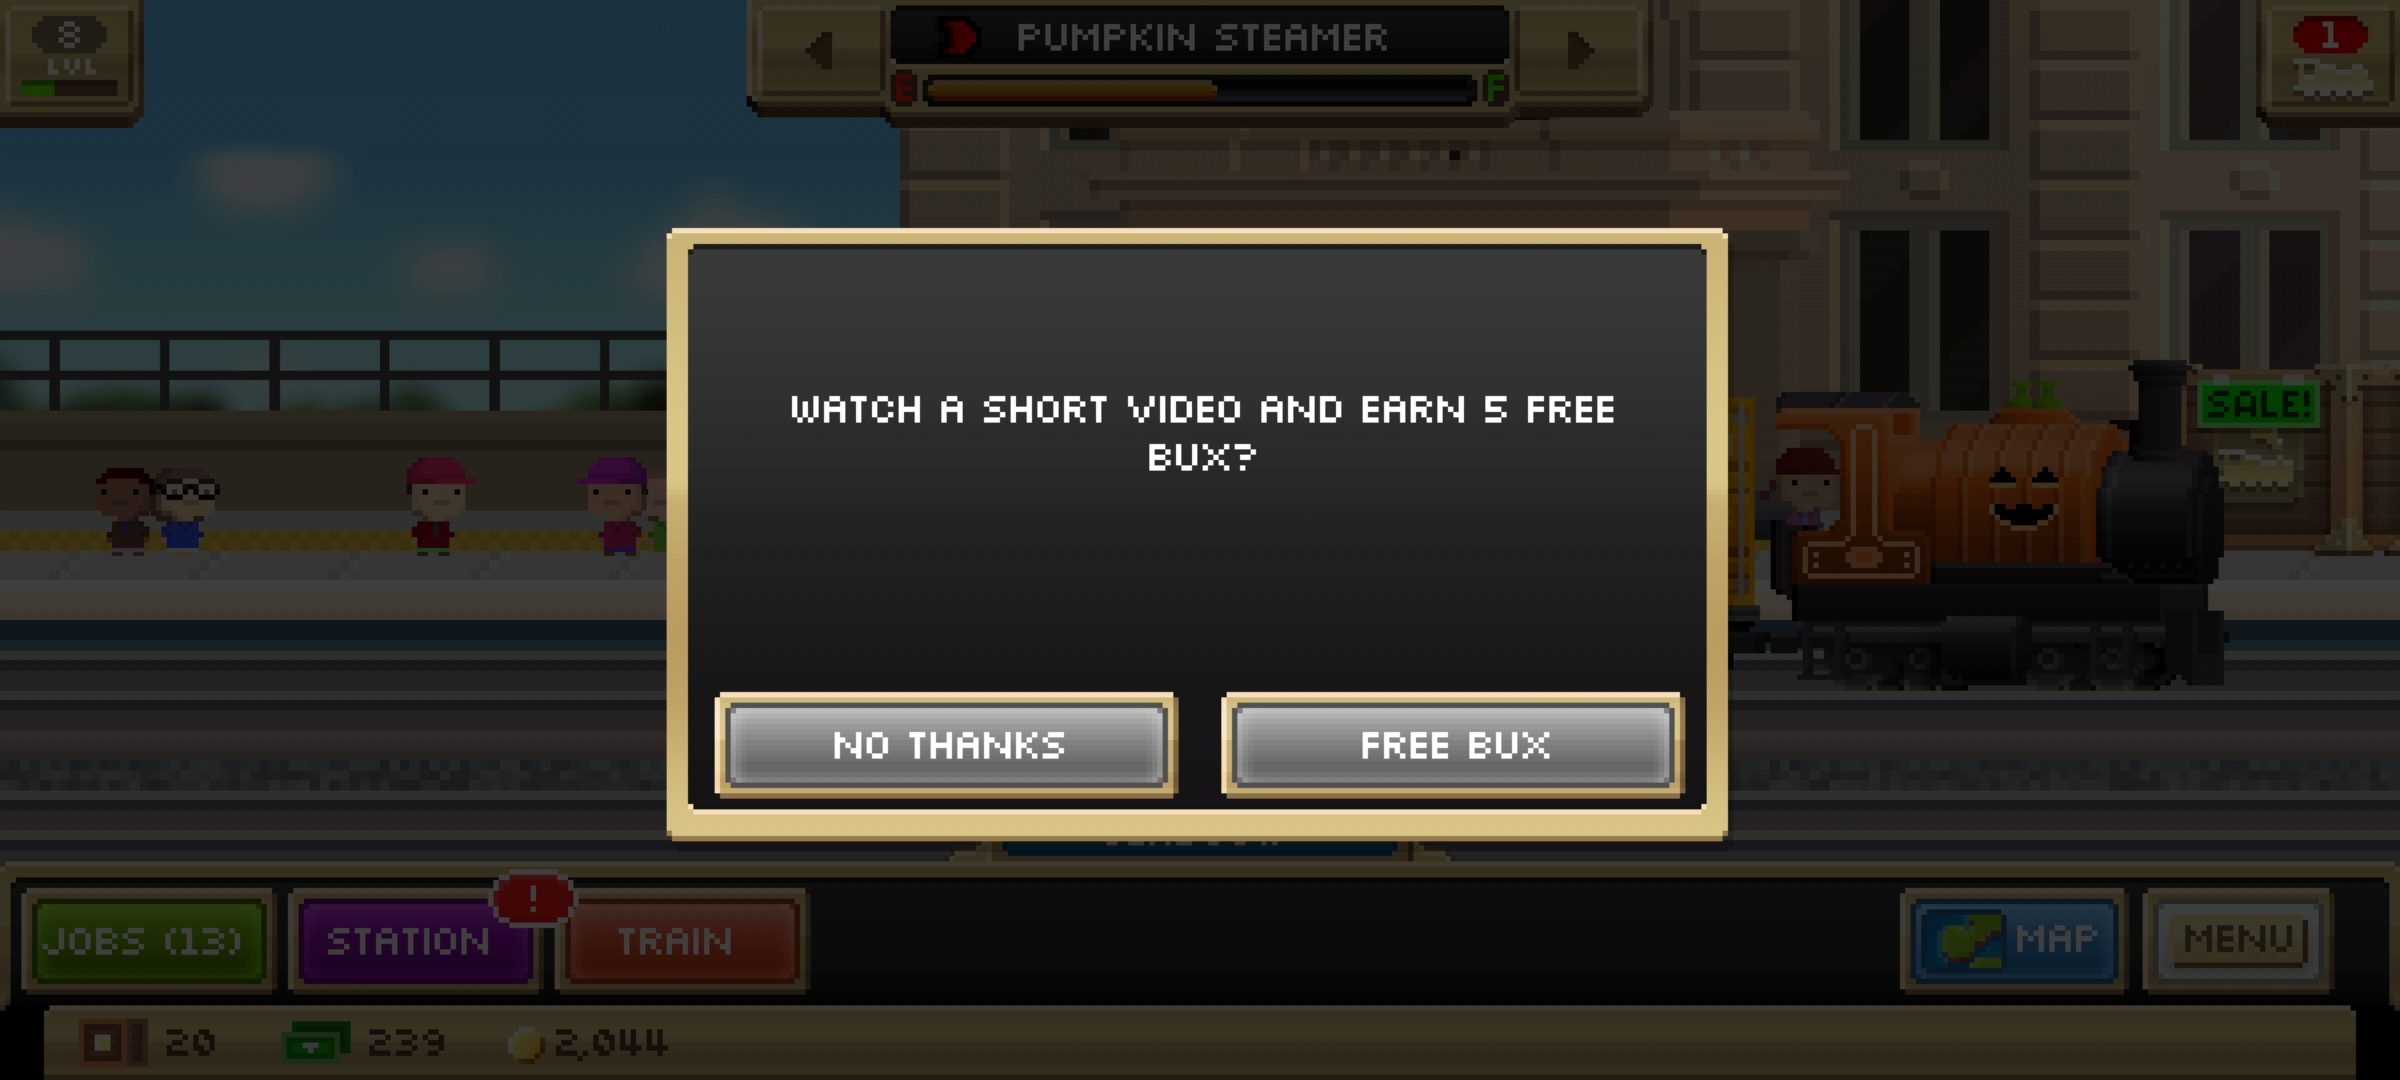 8
LVL
PUMPKIN STEAMER
E
F
1
SALE!
WATCH A SHORT VIDEO AND EARN 5 FREE
BUX?
NO THANKS
FREE BUX
JOBS (13)
STATION
!
TRAIN
MAP
MENU
20
239
2,044